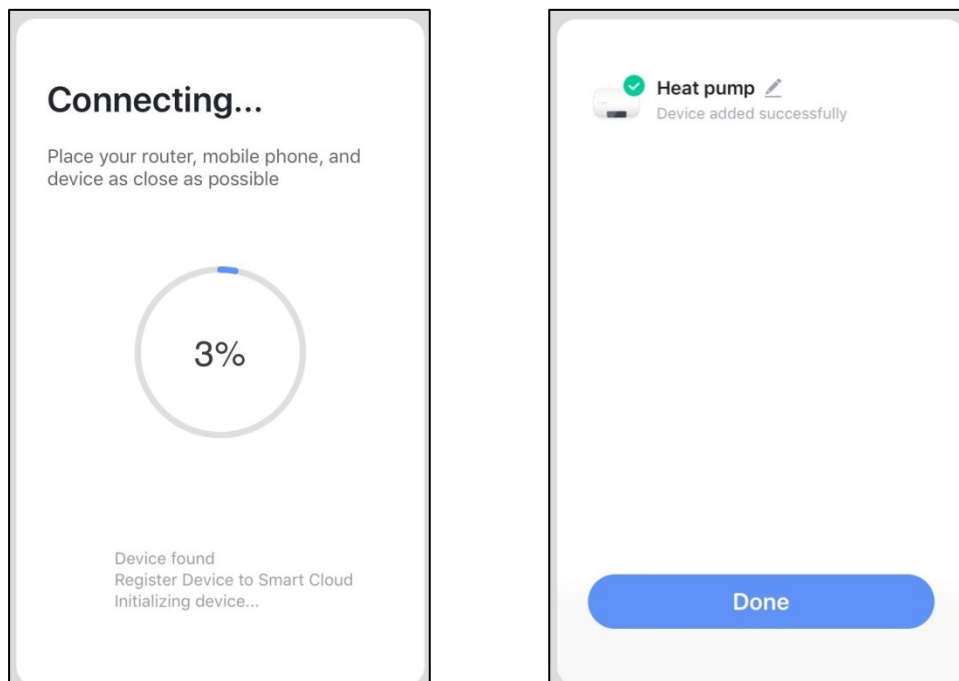 Connecting...
Place your router, mobile phone, and
device as close as possible
3%
Device found
Register Device to Smart Cloud
Initializing device...
Heat pump
Device added successfully
Done